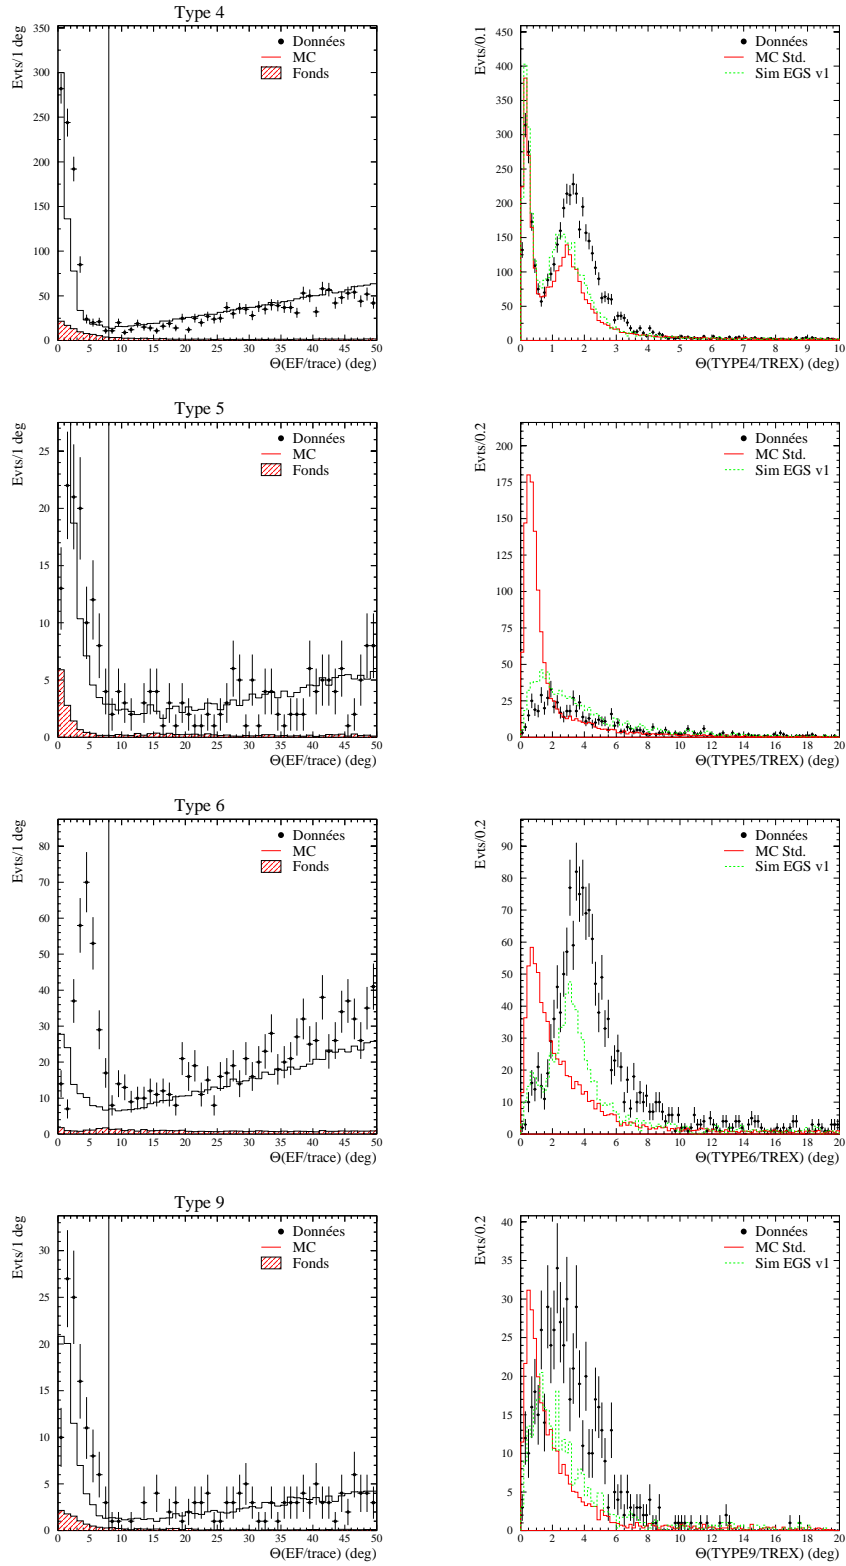 Type 4
Evts/1 deg
350
300
250
200
150
100
50
0
0 5 10 15 20 25 30 35 40 45 50
Θ(EF/trace) (deg)
Données
MC
Fonds
Evts/0.1
450
400
350
300
250
200
150
100
50
0
0 1 2 3 4 5 6 7 8 9 10
Θ(TYPE4/TREX) (deg)
Données
MC Std.
Sim EGS v1
Type 5
Evts/1 deg
25
20
15
10
5
0
0 5 10 15 20 25 30 35 40 45 50
Θ(EF/trace) (deg)
Données
MC
Fonds
Evts/0.2
200
175
150
125
100
75
50
25
0
0 2 4 6 8 10 12 14 16 18 20
Θ(TYPE5/TREX) (deg)
Données
MC Std.
Sim EGS v1
Type 6
Evts/1 deg
80
70
60
50
40
30
20
10
0
0 5 10 15 20 25 30 35 40 45 50
Θ(EF/trace) (deg)
Données
MC
Fonds
Evts/0.2
90
80
70
60
50
40
30
20
10
0
0 2 4 6 8 10 12 14 16 18 20
Θ(TYPE6/TREX) (deg)
Données
MC Std.
Sim EGS v1
Type 9
Evts/1 deg
30
25
20
15
10
5
0
0 5 10 15 20 25 30 35 40 45 50
Θ(EF/trace) (deg)
Données
MC
Fonds
Evts/0.2
40
35
30
25
20
15
10
5
0
0 2 4 6 8 10 12 14 16 18 20
Θ(TYPE9/TREX) (deg)
Données
MC Std.
Sim EGS v1